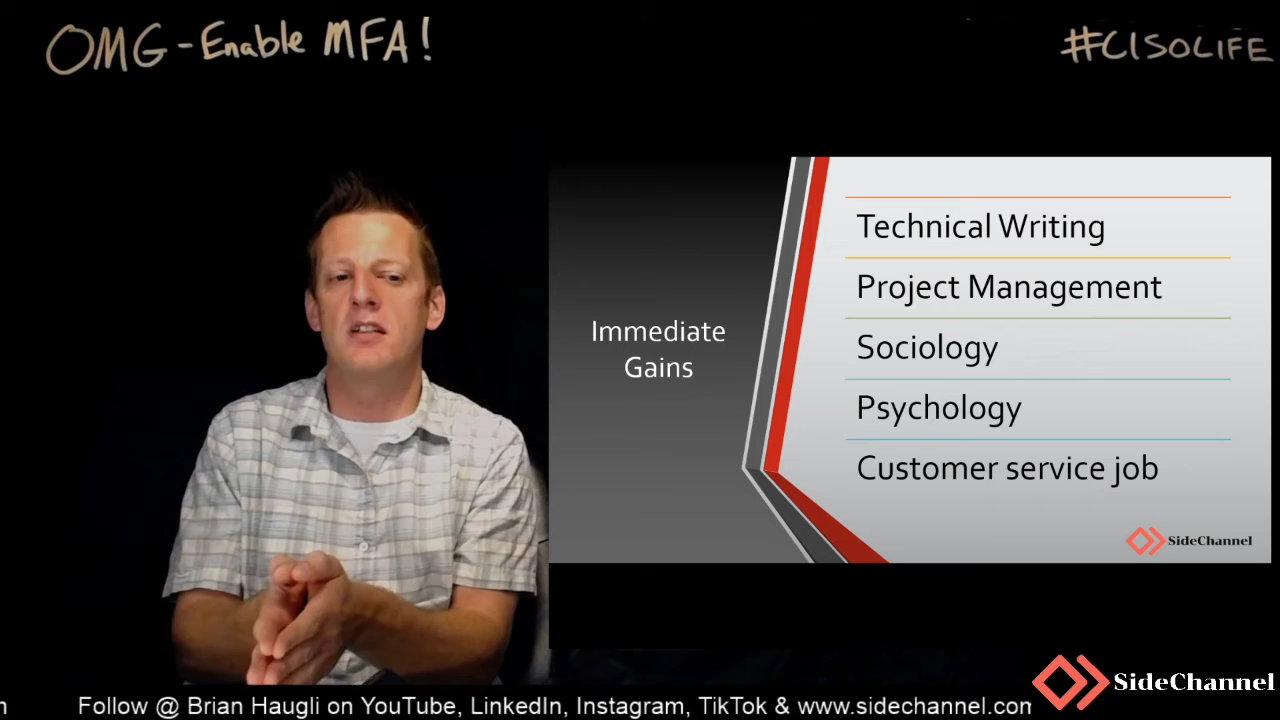 OMG-Enable MFA!
#CISOLIFE
Immediate
Gains
Technical Writing
Project Management
Sociology
Psychology
Customer service job
SideChannel
SideChannel
Follow @ Brian Haugli on YouTube, LinkedIn, Instagram, TikTok & www.sidechannel.com